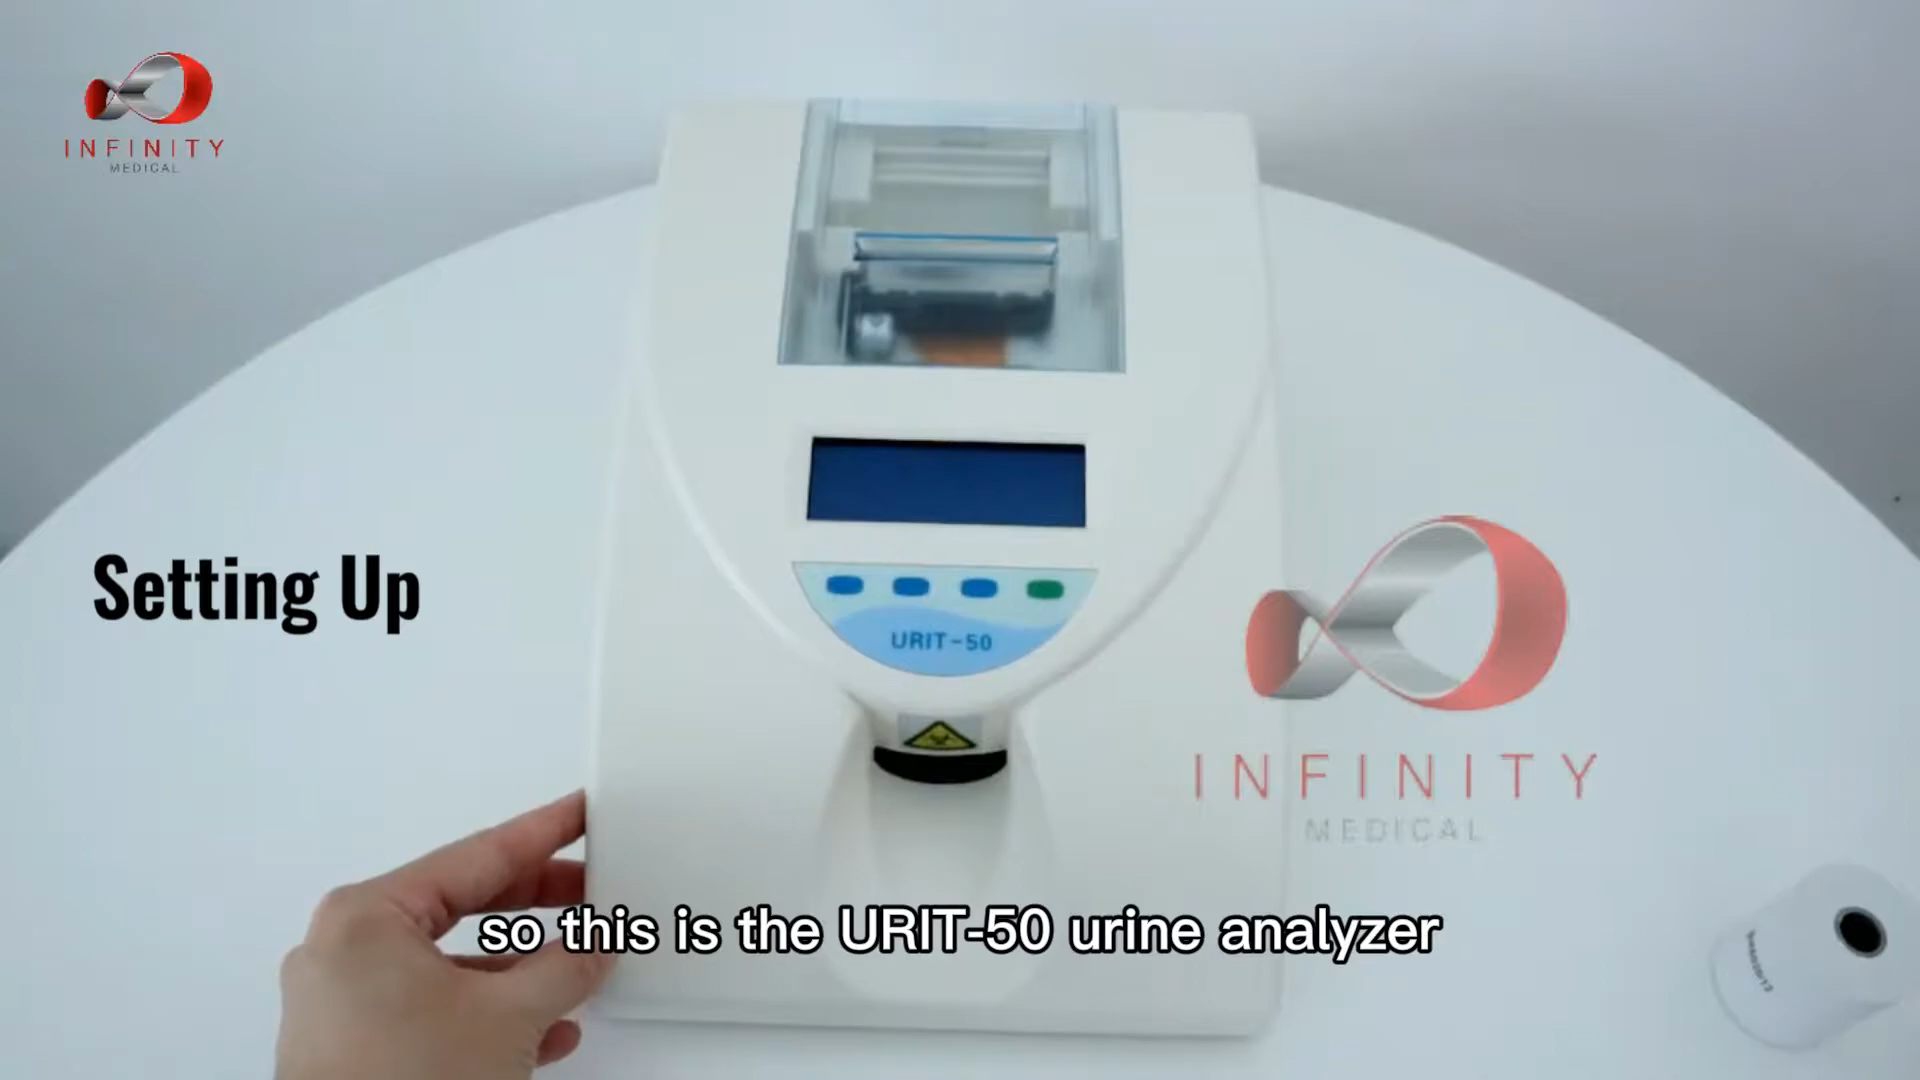 INFINITY
MEDICAL
Setting Up
URIT-50
INFINITY
MEDICAL
so this is the URIT-50 urine analyzer